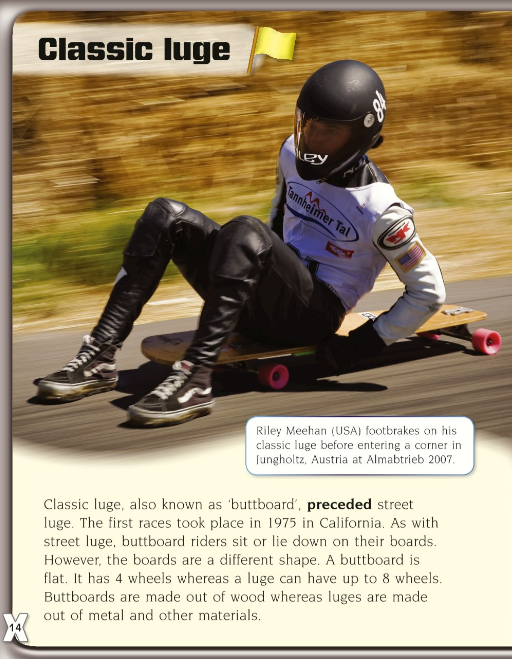 Classic luge
84
Tannheimer Tal
Riley Meehan (USA) footbrakes on his
classic luge before entering a corner in
Jungholtz, Austria at Almabtrieb 2007.
Classic luge, also known as ‘buttboard’, preceded street
luge. The first races took place in 1975 in California. As with
street luge, buttboard riders sit or lie down on their boards.
However, the boards are a different shape. A buttboard is
flat. It has 4 wheels whereas a luge can have up to 8 wheels.
Buttboards are made out of wood whereas luges are made
out of metal and other materials.
14